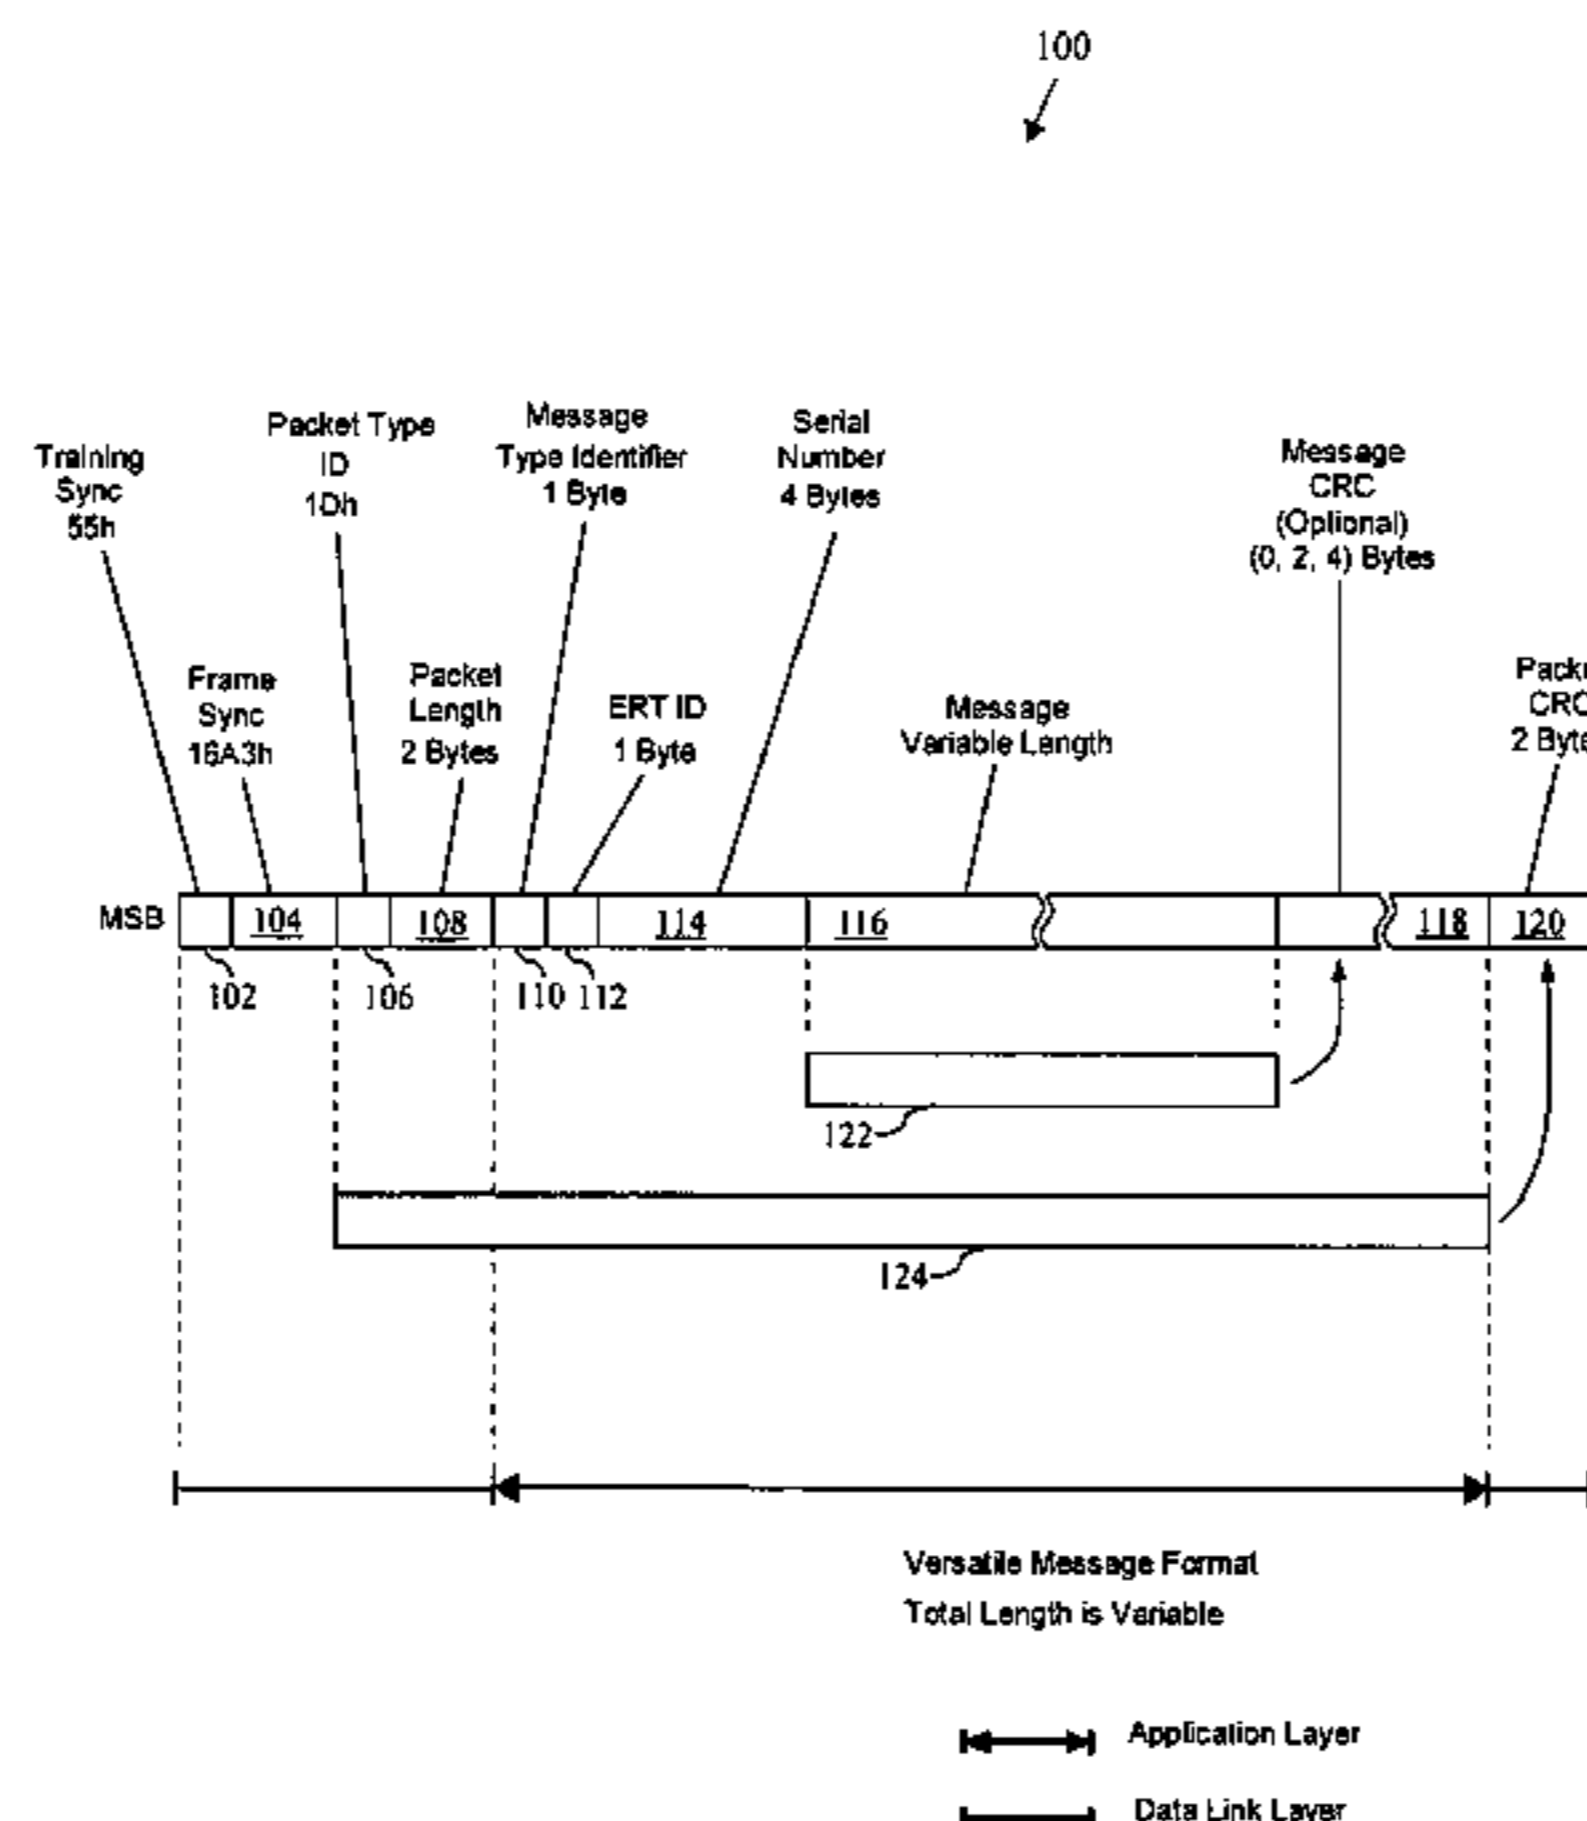 100
Training
Sync
55h
Packet Type
ID
1Dh
Message
Type Identifier
1 Byte
Serial
Number
4 Bytes
Message
CRC
(Optional)
(0, 2, 4) Bytes
Frame
Sync
16A3h
Packet
Length
2 Bytes
ERT ID
1 Byte
Message
Variable Length
CRC
MSB
104
108
114
116
118
120
102
106
110
112
122
124
Versatile Message Format
Total Length is Variable
Application Layer
Data Link Layer